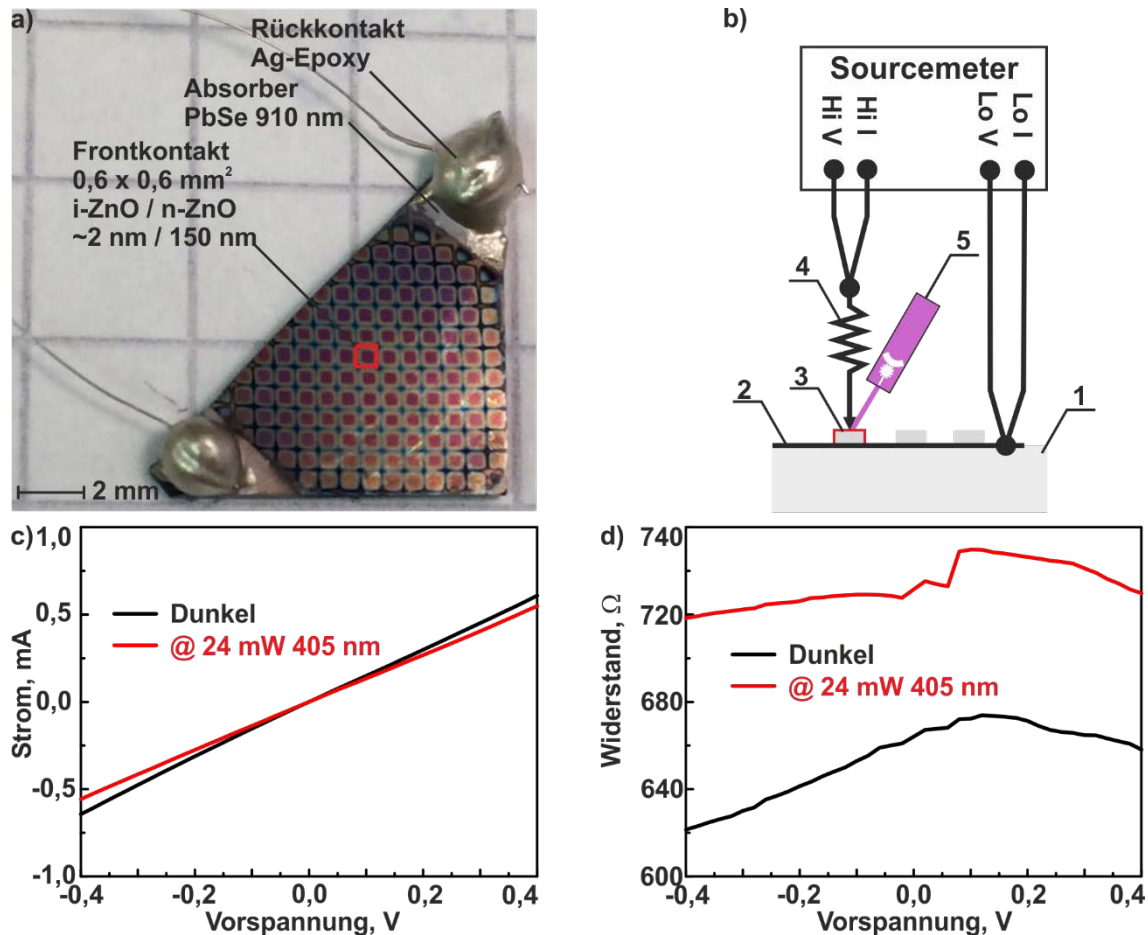 a)
Rückkontakt
Ag-Epoxy
Absorber
PbSe 910 nm
Frontkontakt
0,6 x 0,6 mm²
i-ZnO / n-ZnO
~2 nm / 150 nm
2 mm
b)
Sourcemeter
Hi V
Hi I
Lo V
Lo I
5
4
3
2
1
c)
1,0
0,5
0,0
-0,5
-1,0
Strom, mA
Dunkel
@ 24 mW 405 nm
-0,4 -0,2 0,0 0,2 0,4
Vorspannung, V
d)
740
720
680
640
600
Widerstand, Ω
Dunkel
@ 24 mW 405 nm
-0,4 -0,2 0,0 0,2 0,4
Vorspannung, V